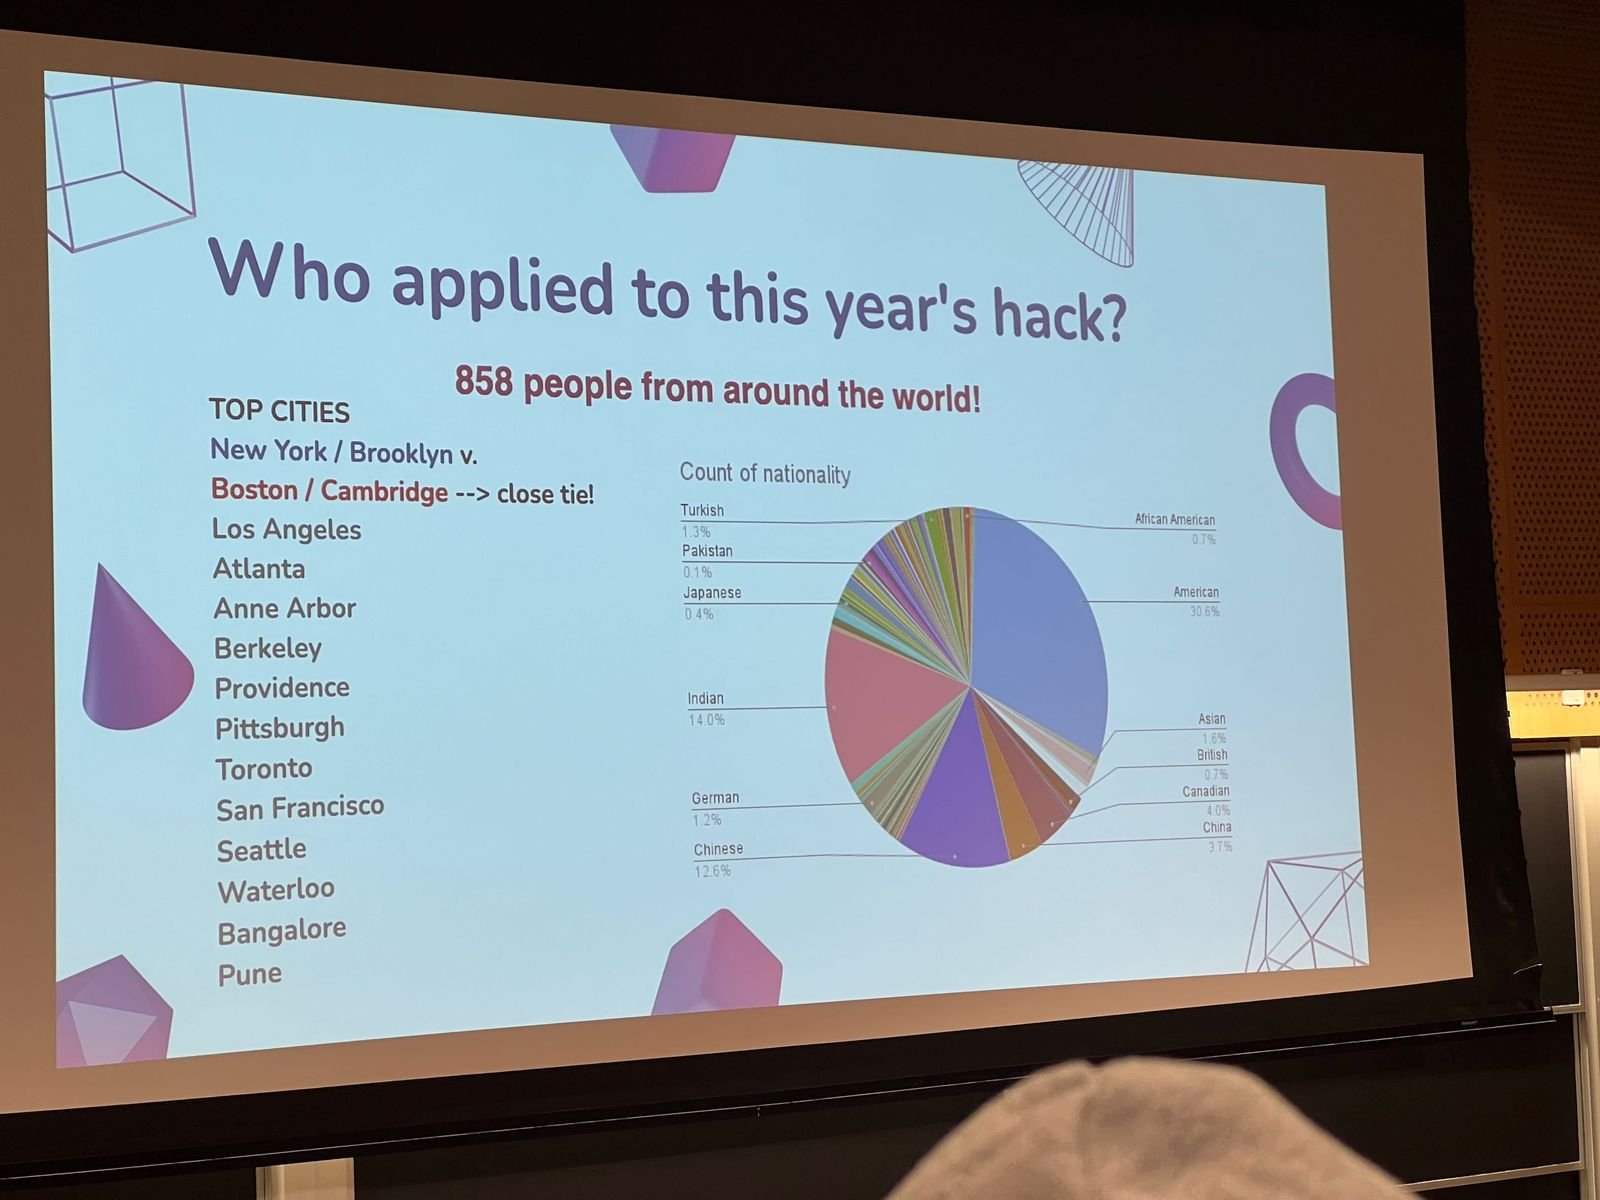 Who applied to this year's hack?
858 people from around the world!
TOP CITIES
New York / Brooklyn v.
Boston / Cambridge --> close tie!
Los Angeles
Atlanta
Anne Arbor
Berkeley
Providence
Pittsburgh
Toronto
San Francisco
Seattle
Waterloo
Bangalore
Pune
Count of nationality
Turkish
1.3%
Pakistan
0.1%
Japanese
0.4%
Indian
14.0%
German
1.2%
Chinese
12.6%
African American
0.7%
American
30.6%
Asian
1.6%
British
0.7%
Canadian
4.0%
China
3.7%